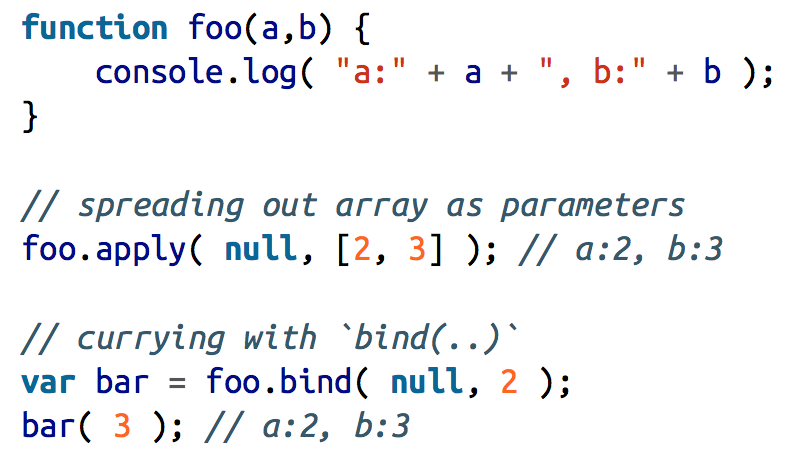 function foo(a,b) {
    console.log( "a:" + a + ", b:" + b );
}

// spreading out array as parameters
foo.apply( null, [2, 3] ); // a:2, b:3

// currying with `bind(..)`
var bar = foo.bind( null, 2 );
bar( 3 ); // a:2, b:3